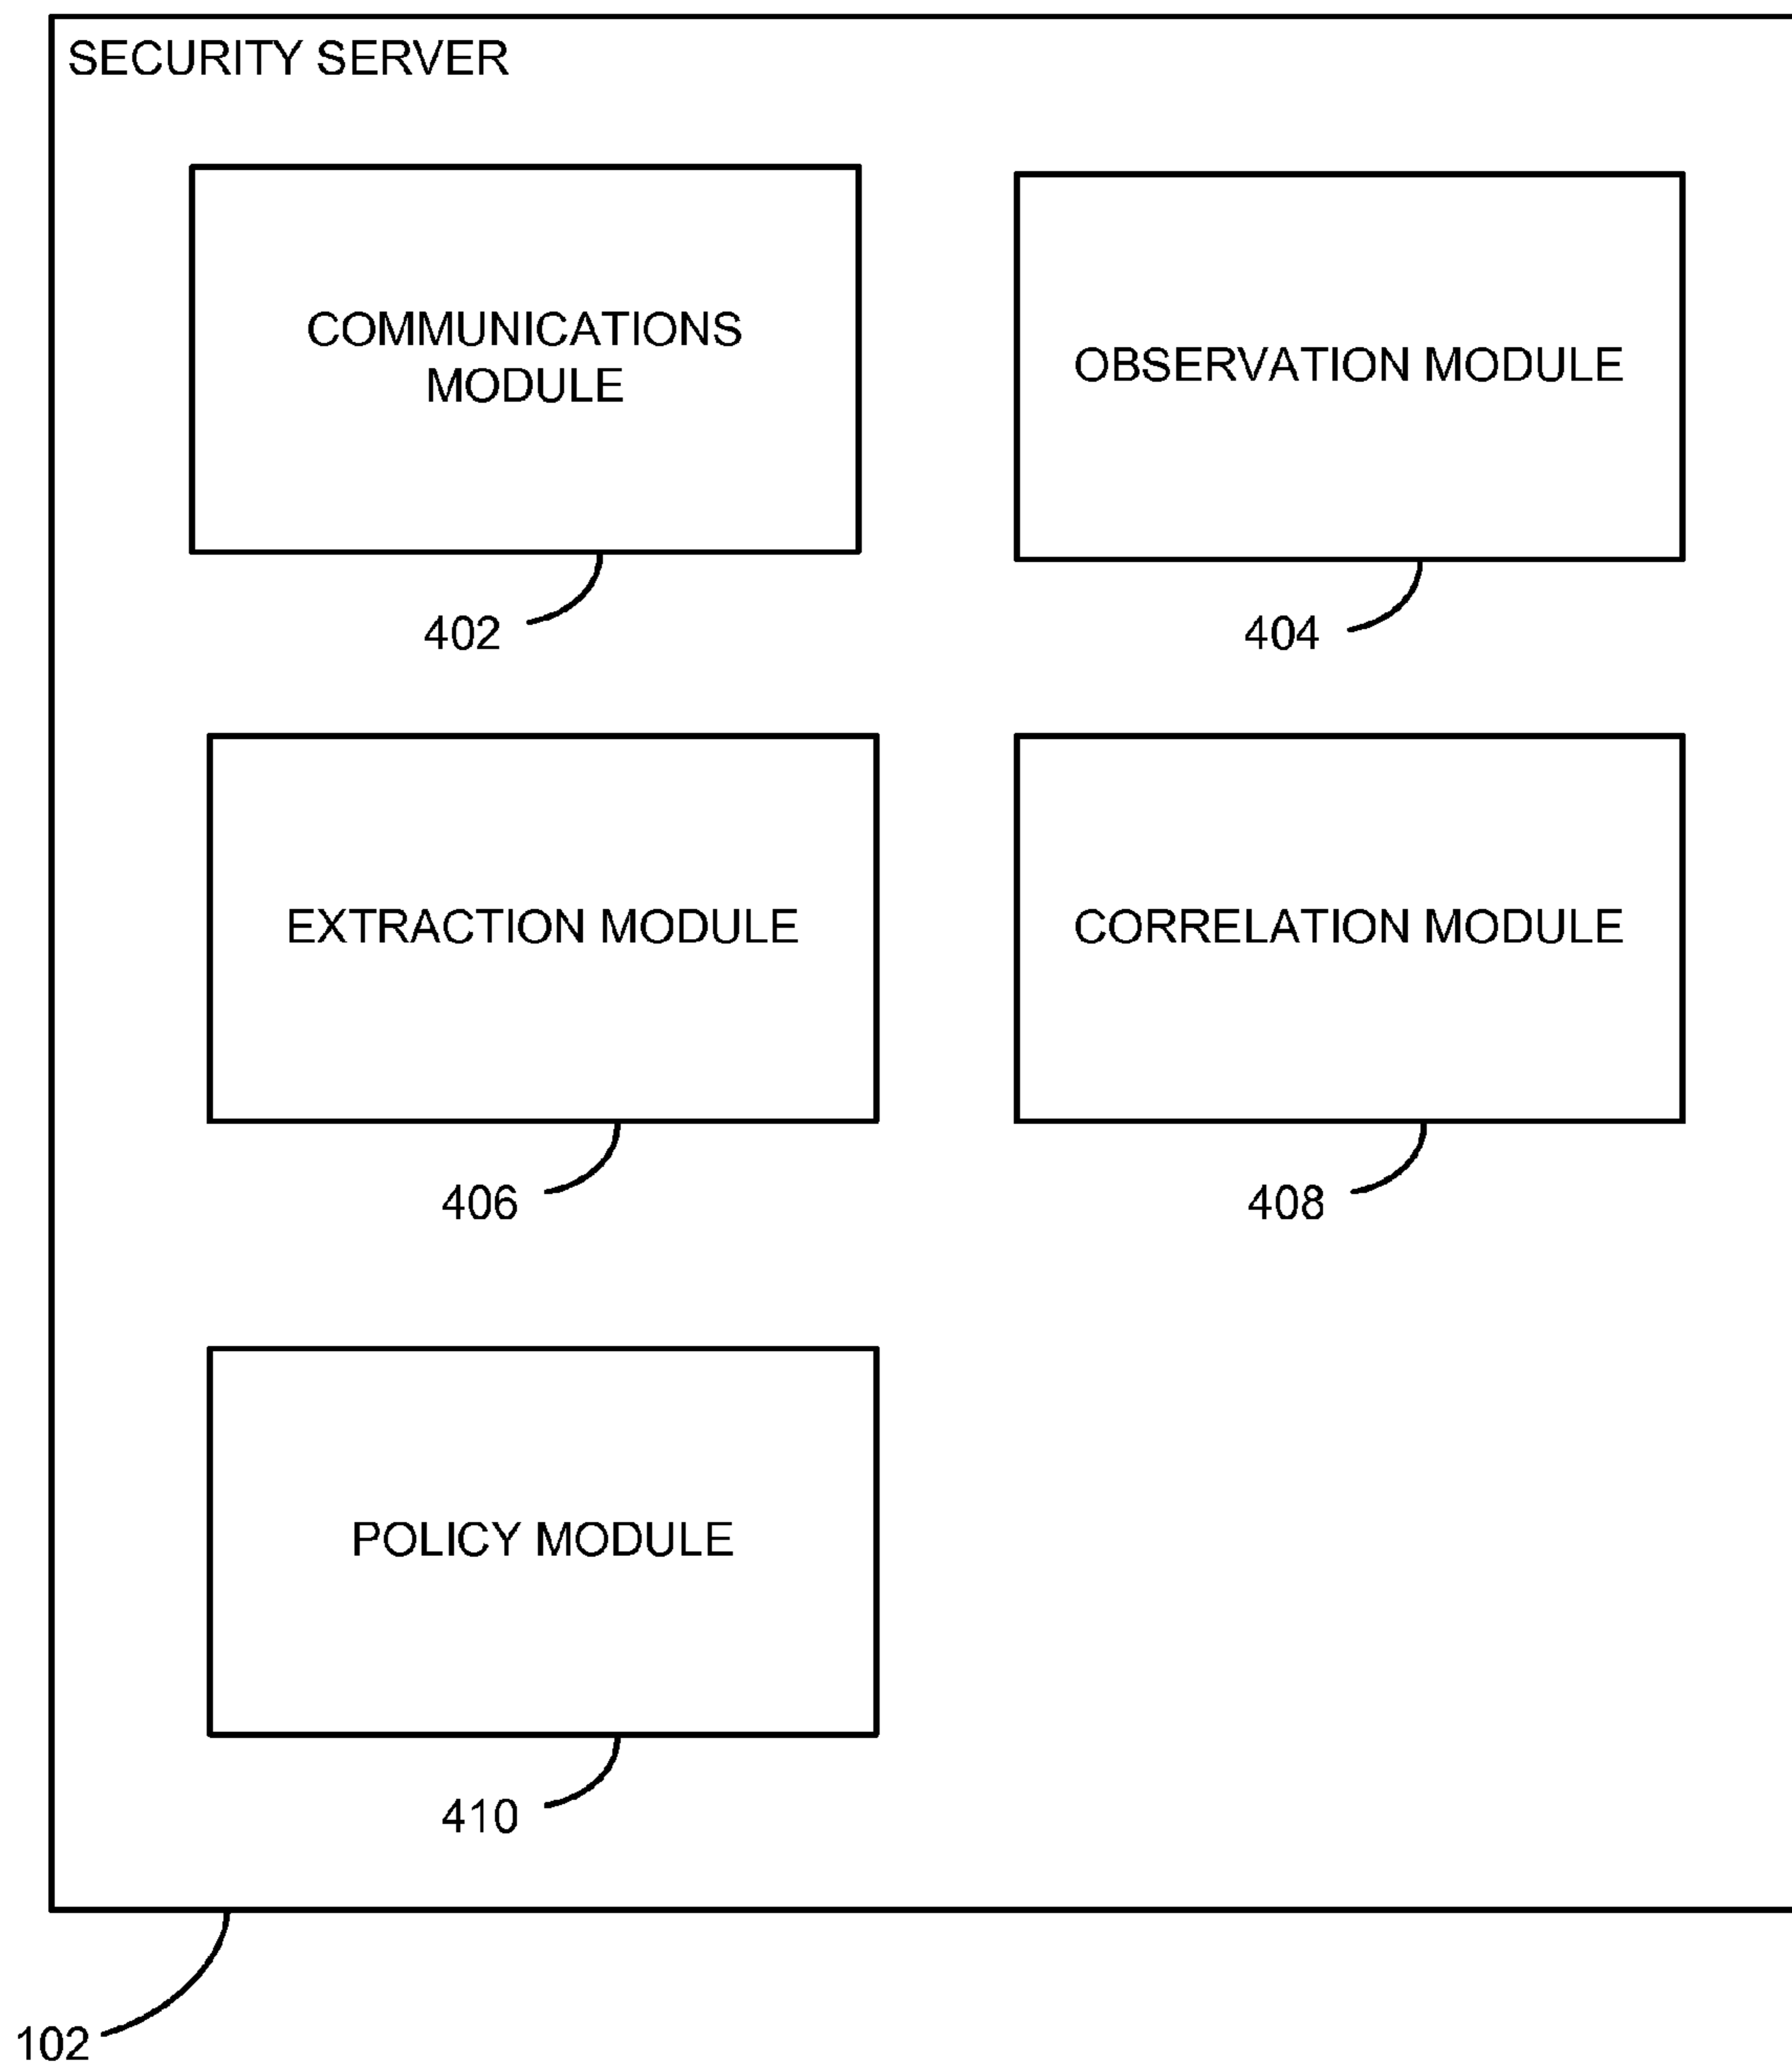 SECURITY SERVER
COMMUNICATIONS
MODULE
OBSERVATION MODULE
402
404
EXTRACTION MODULE
CORRELATION MODULE
406
408
POLICY MODULE
410
102